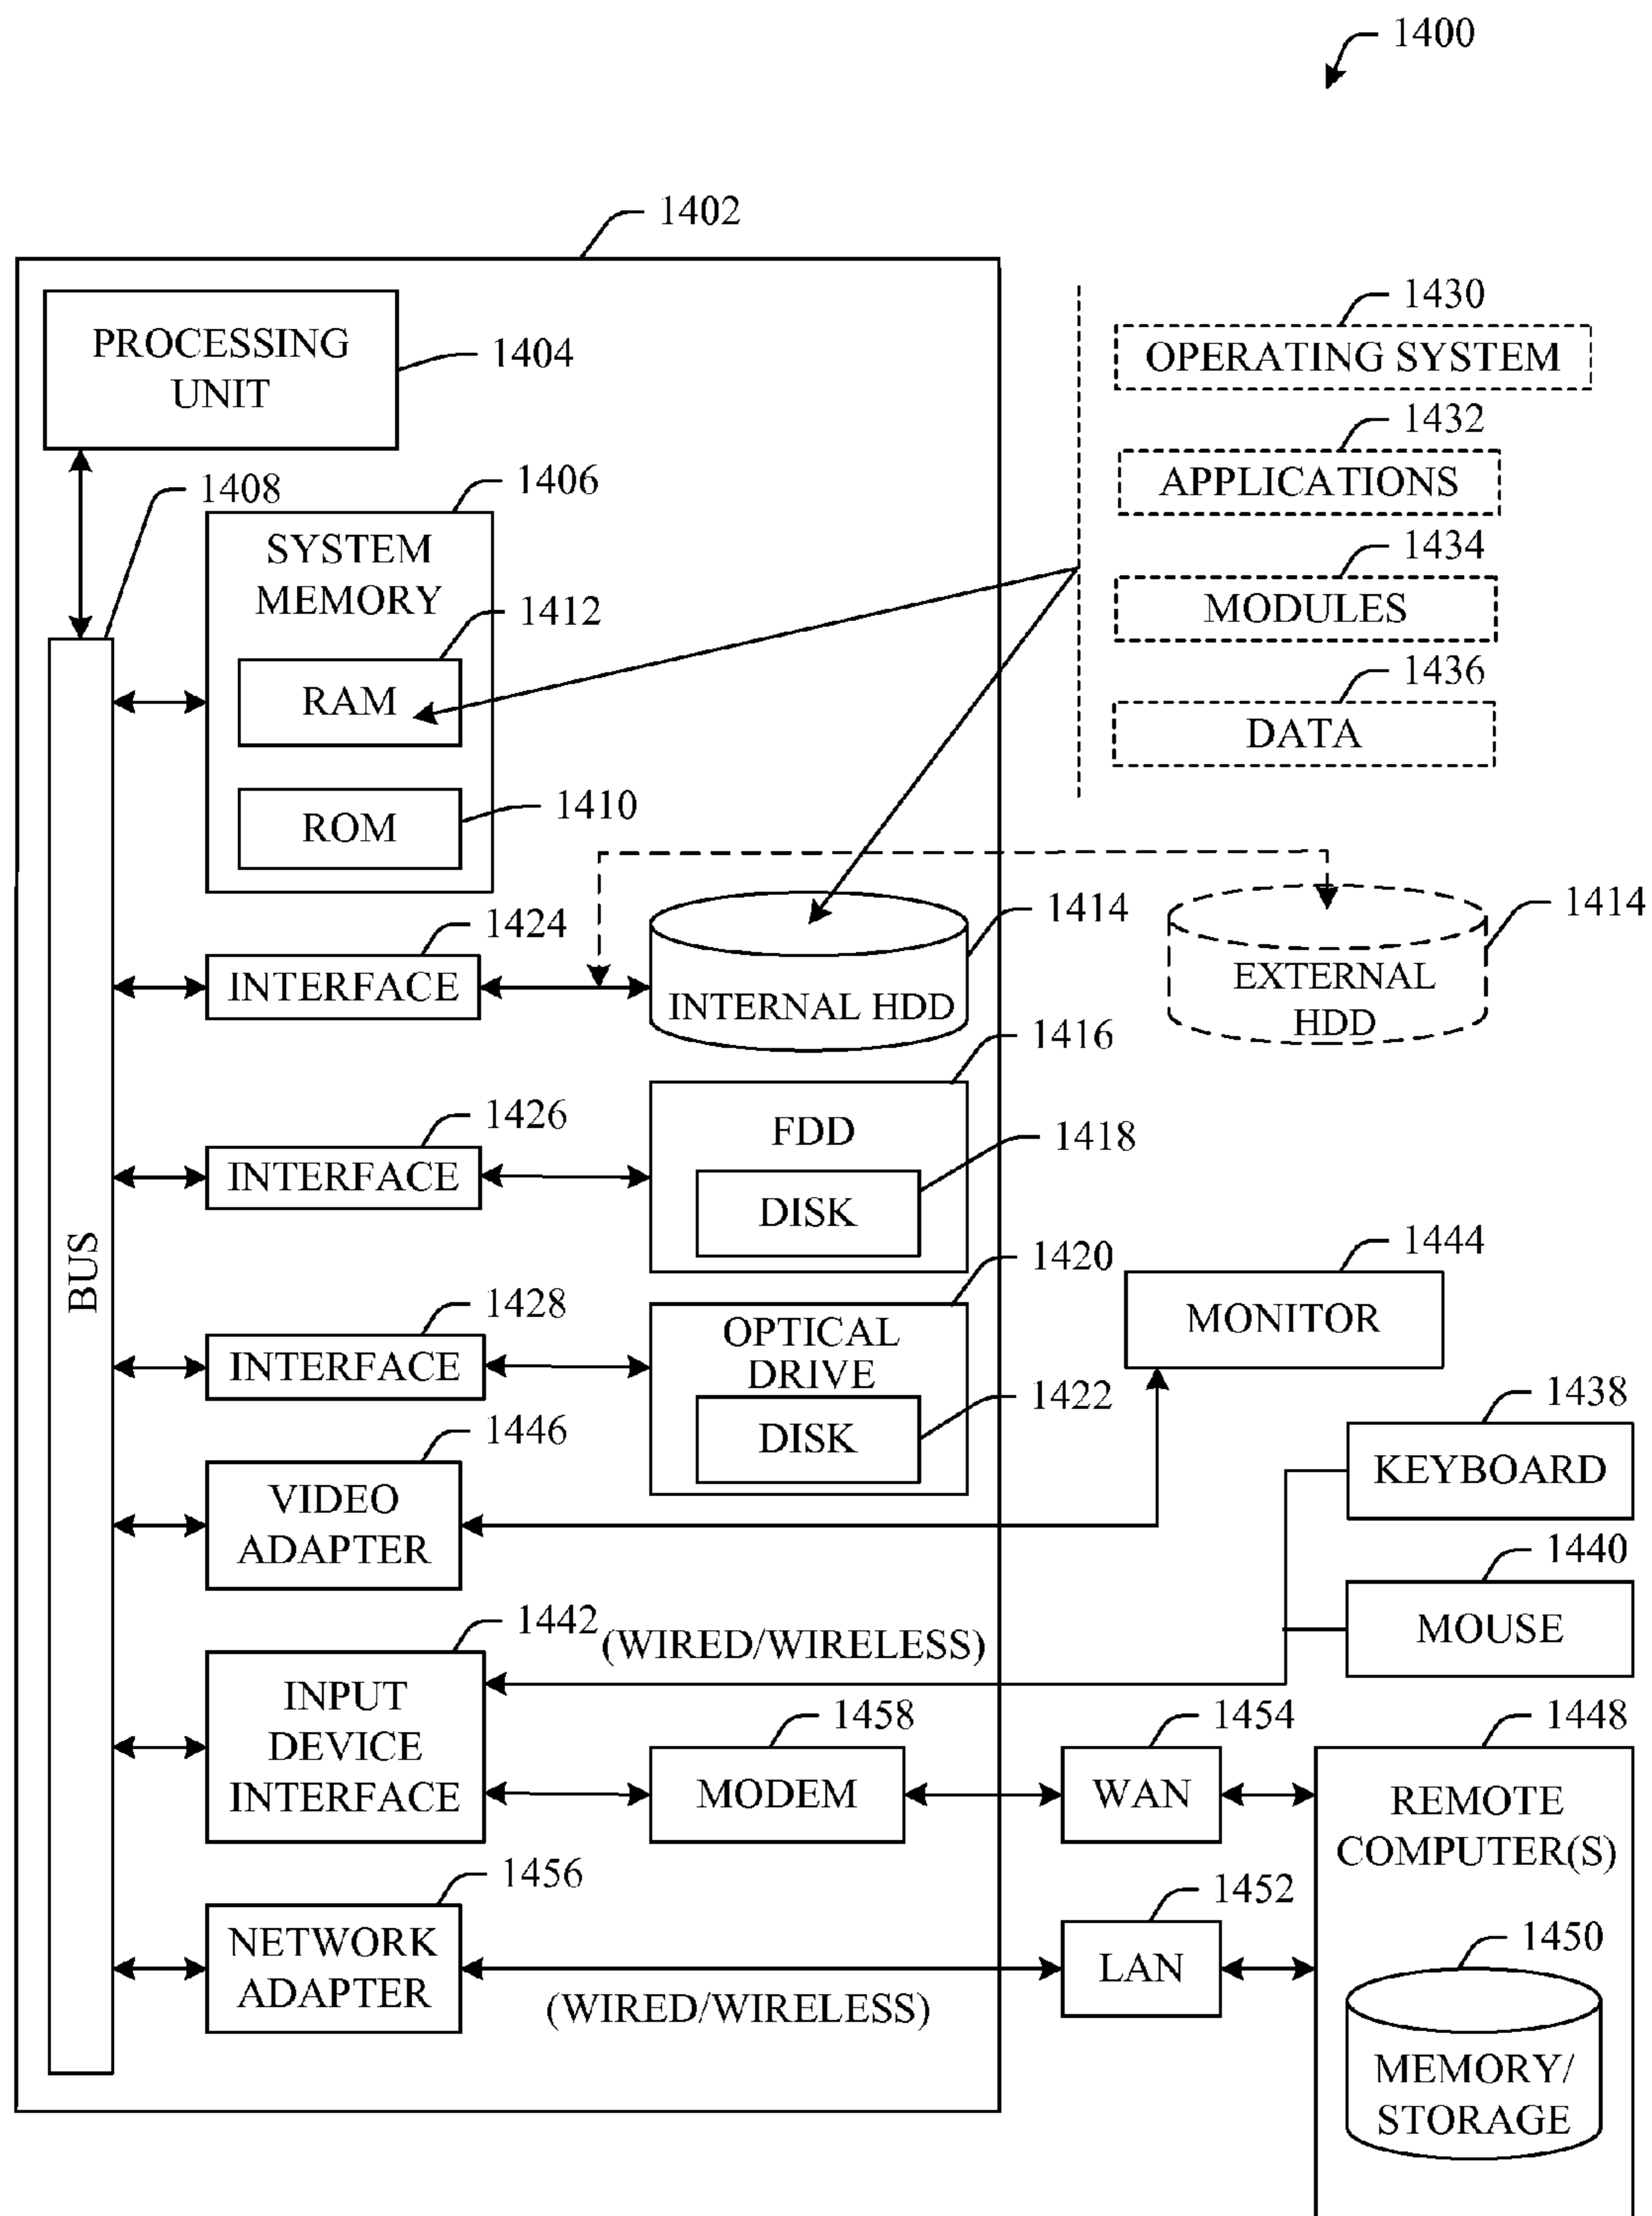 1400
1402
PROCESSING
UNIT
1404
1430
OPERATING SYSTEM
1432
APPLICATIONS
1434
MODULES
1436
DATA
1408
1406
SYSTEM
MEMORY
1412
RAM
1410
ROM
1424
INTERFACE
1414
INTERNAL HDD
1414
EXTERNAL
HDD
1416
FDD
1418
DISK
1426
INTERFACE
BUS
1420
OPTICAL
DRIVE
1422
DISK
1428
INTERFACE
1444
MONITOR
1446
VIDEO
ADAPTER
1438
KEYBOARD
1440
MOUSE
1442
(WIRED/WIRELESS)
INPUT
DEVICE
INTERFACE
1458
MODEM
1454
WAN
1448
REMOTE
COMPUTER(S)
1456
NETWORK
ADAPTER
(WIRED/WIRELESS)
1452
LAN
1450
MEMORY/
STORAGE